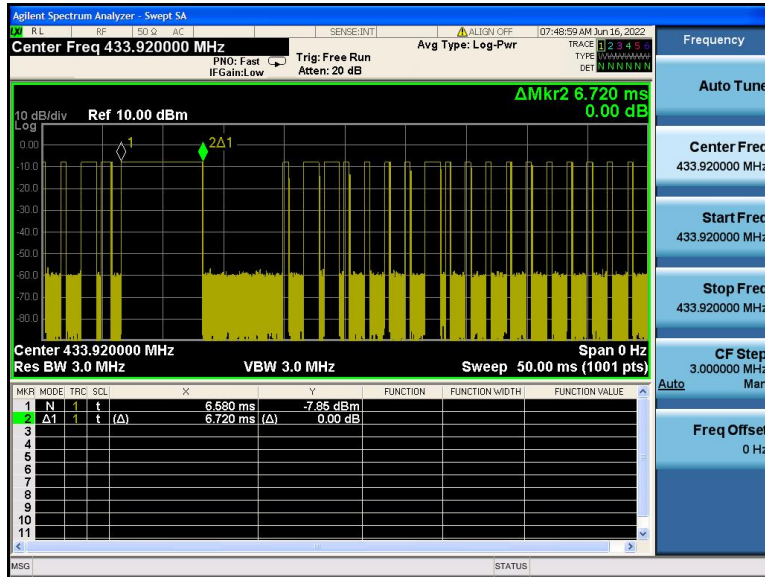 Agilent Spectrum Analyzer - Swept SA
LXI RL RF 50 Ω AC SENSE:INT ALIGN OFF 07:48:59 AM Jun 16, 2022
Center Freq 433.920000 MHz Avg Type: Log-Pwr TRACE 1 2 3 4 5 6
PNO: Fast Trig: Free Run TYPE
IFGain:Low Atten: 20 dB DET N N N N N N
ΔMkr2 6.720 ms
10 dB/div Ref 10.00 dBm 0.00 dB
Log
0.00 1 2Δ1
-10.0
-20.0
-30.0
-40.0
-50.0
-60.0
-70.0
-80.0
Center 433.92000 MHz Span 0 Hz
Res BW 3.0 MHz VBW 3.0 MHz Sweep 50.00 ms (1001 pts)
MKR MODE TRC SCL X Y FUNCTION FUNCTION WIDTH FUNCTION VALUE
1 N 1 t 6.580 ms -7.85 dBm
2 Δ1 1 t (Δ) 6.720 ms (Δ) 0.00 dB
3
4
5
6
7
8
9
10
11
MSG STATUS
Frequency
Auto Tune
Center Freq
433.920000 MHz
Start Freq
433.920000 MHz
Stop Freq
433.920000 MHz
CF Step
3.000000 MHz
Auto Man
Freq Offset
0 Hz